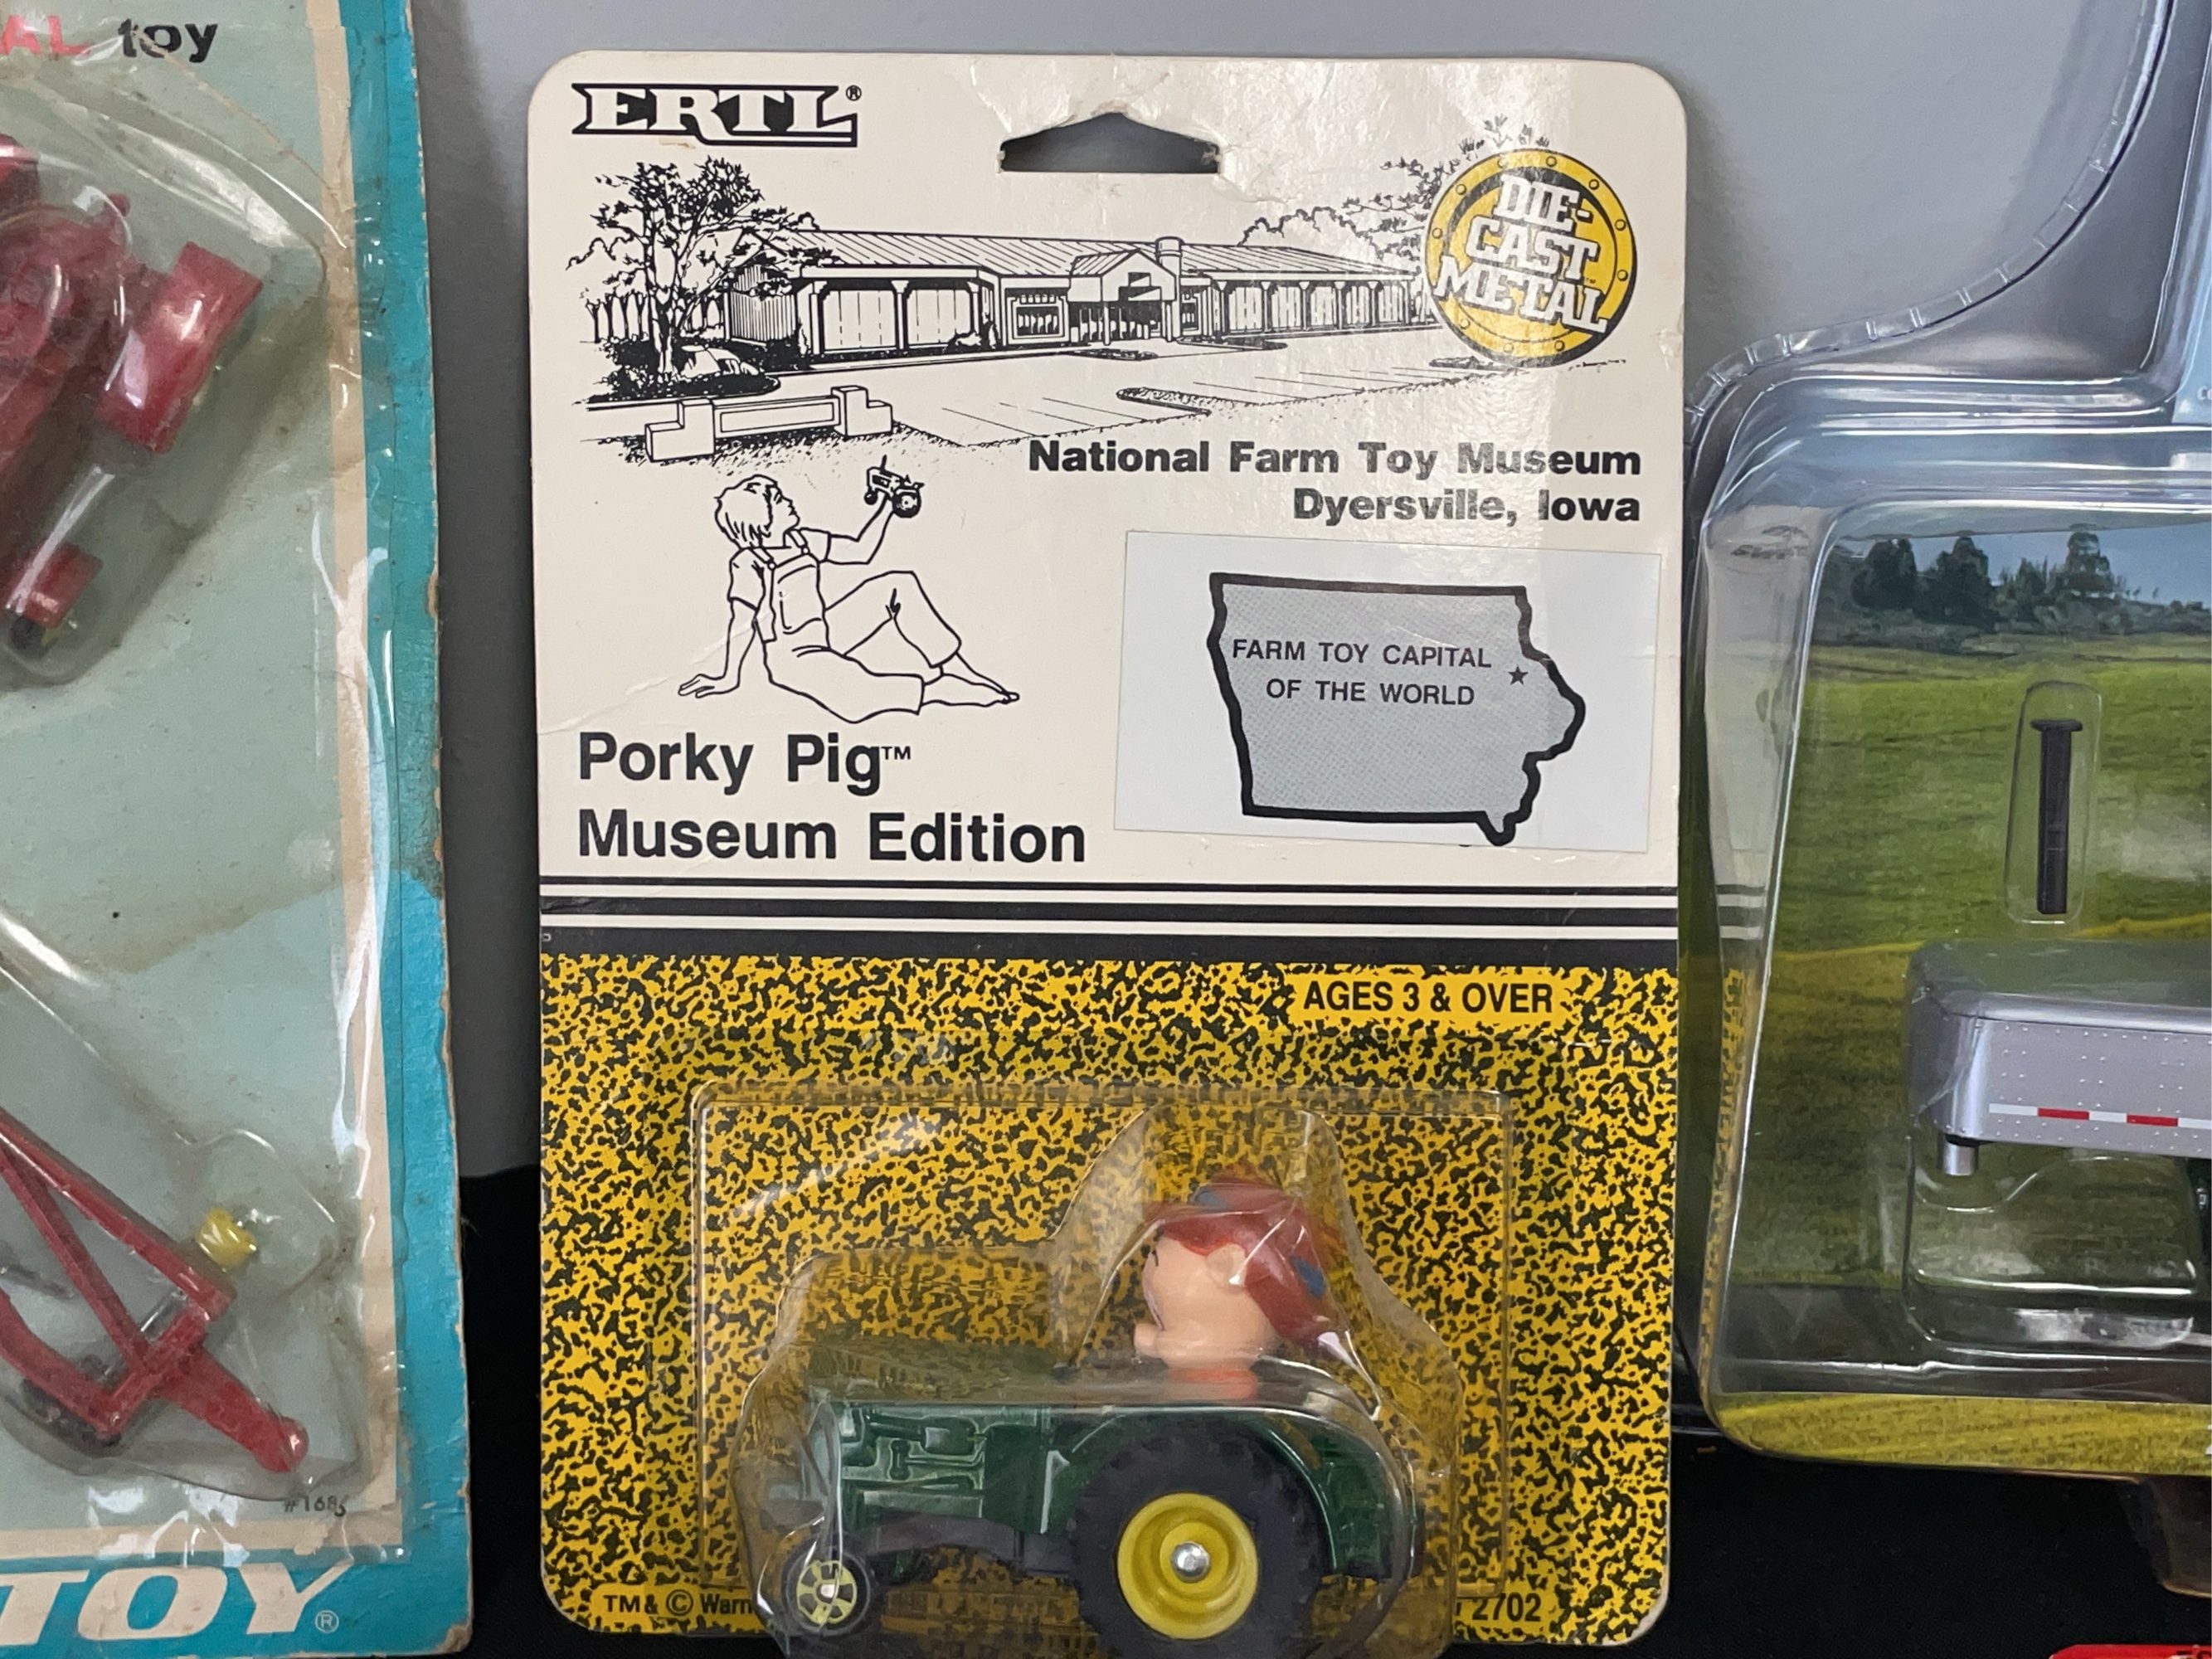 AL toy
ERTL®
DIE-
CAST
METAL
National Farm Toy Museum
Dyersville, Iowa
FARM TOY CAPITAL
OF THE WORLD
Porky Pig™
Museum Edition
AGES 3 & OVER
TM& © Warn
2702
TOY®